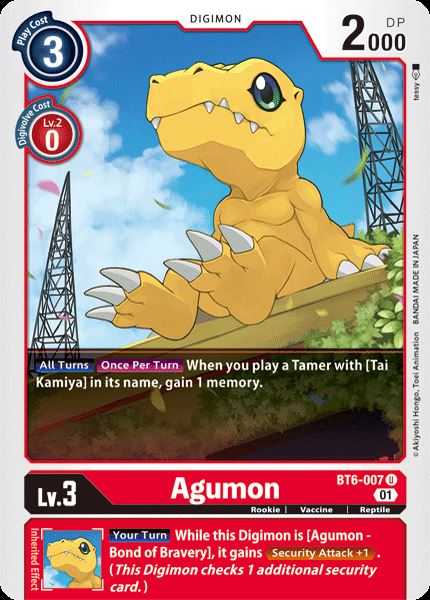 DIGIMON
Play Cost
3
2000
DP
Digivolve Cost
Lv.2
0
tessy
© Akiyoshi Hongo, Toei Animation BANDAI MADE IN JAPAN
All Turns Once Per Turn When you play a Tamer with [Tai
Kamiya] in its name, gain 1 memory.
Lv.3
Agumon
BT6-007 U
01
Rookie | Vaccine | Reptile
Inherited Effect
Your Turn While this Digimon is [Agumon -
Bond of Bravery], it gains Security Attack +1 .
(This Digimon checks 1 additional security
card.)